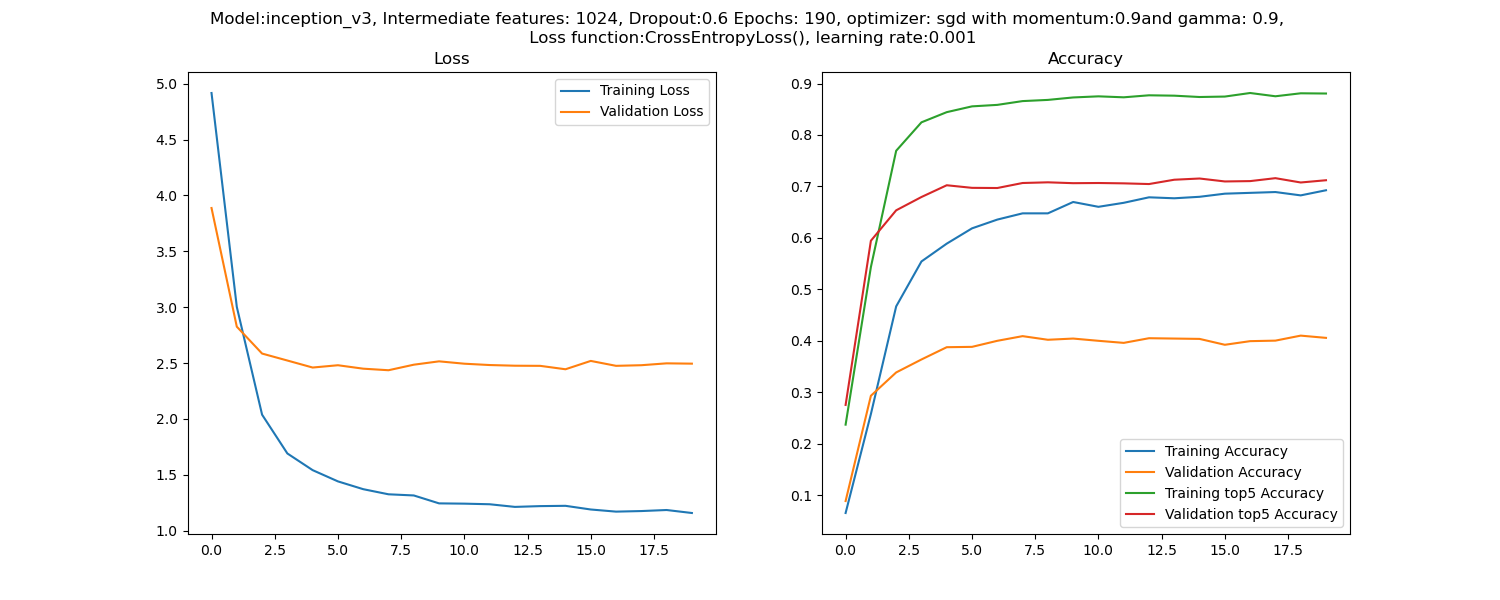 Model:inception_v3, Intermediate features: 1024, Dropout:0.6 Epochs: 190, optimizer: sgd with momentum:0.9and gamma: 0.9,
Loss function:CrossEntropyLoss(), learning rate:0.001
Loss
5.0
4.5
4.0
3.5
3.0
2.5
2.0
1.5
1.0
0.0 2.5 5.0 7.5 10.0 12.5 15.0 17.5
Training Loss
Validation Loss
Accuracy
0.9
0.8
0.7
0.6
0.5
0.4
0.3
0.2
0.1
0.0 2.5 5.0 7.5 10.0 12.5 15.0 17.5
Training Accuracy
Validation Accuracy
Training top5 Accuracy
Validation top5 Accuracy